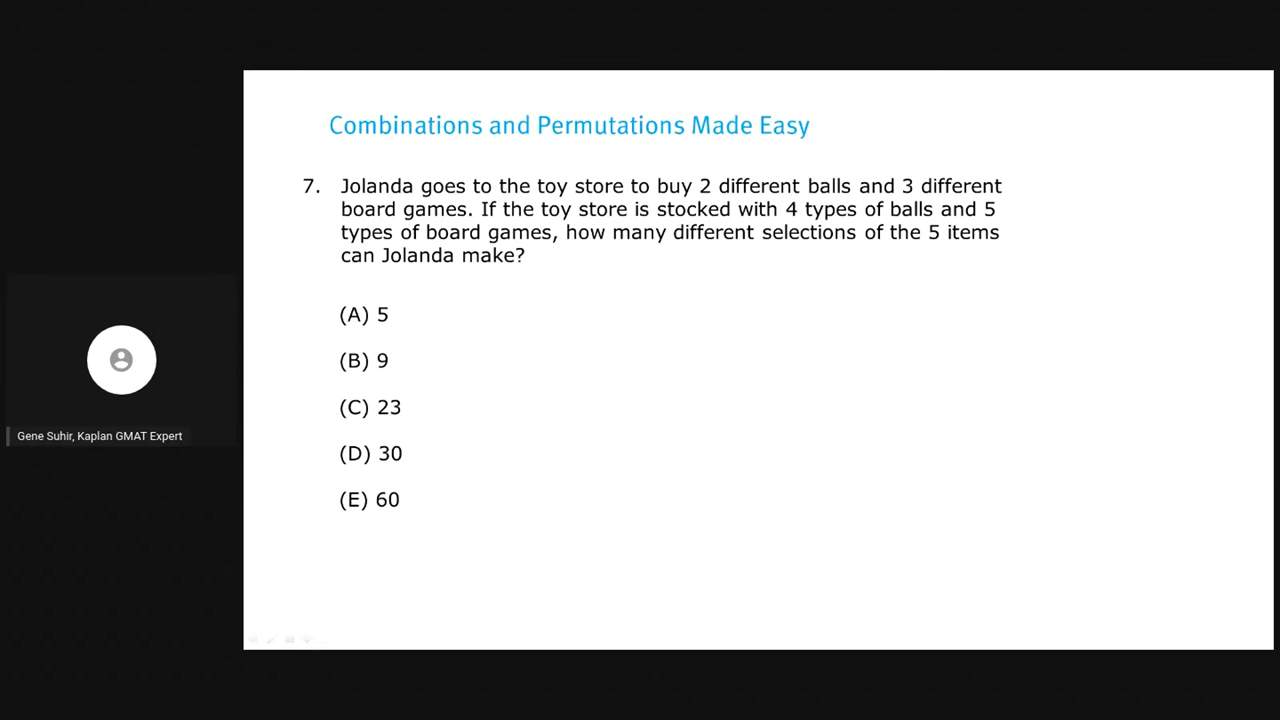 Combinations and Permutations Made Easy
7. Jolanda goes to the toy store to buy 2 different balls and 3 different
board games. If the toy store is stocked with 4 types of balls and 5
types of board games, how many different selections of the 5 items
can Jolanda make?
(A) 5
(B) 9
(C) 23
(D) 30
(E) 60
Gene Suhir, Kaplan GMAT Expert